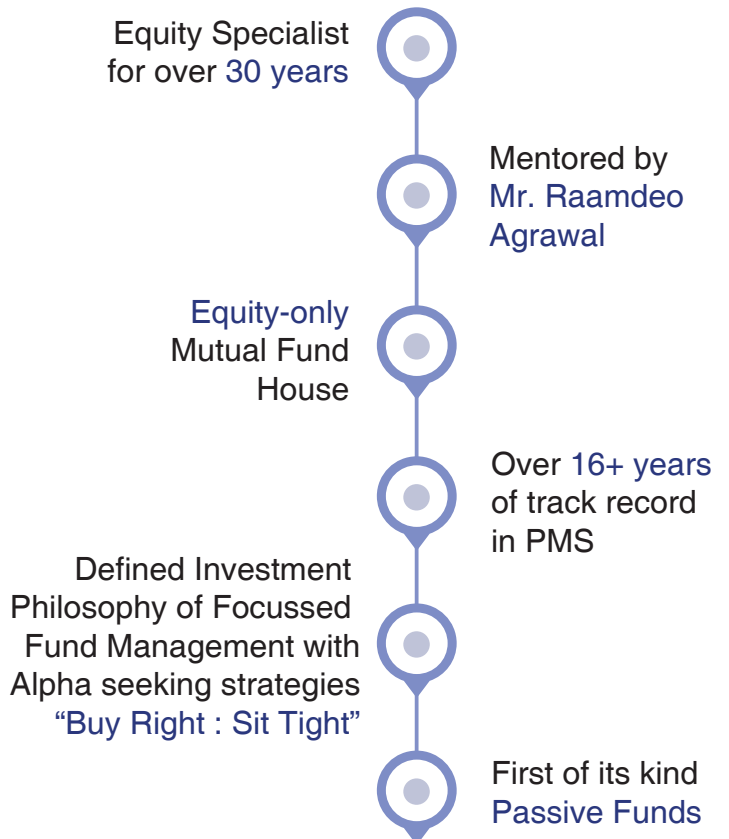 Equity Specialist
for over 30 years
Mentored by
Mr. Raamdeo
Agrawal
Equity-only
Mutual Fund
House
Over 16+ years
of track record
in PMS
Defined Investment
Philosophy of Focussed
Fund Management with
Alpha seeking strategies
“Buy Right : Sit Tight”
First of its kind
Passive Funds